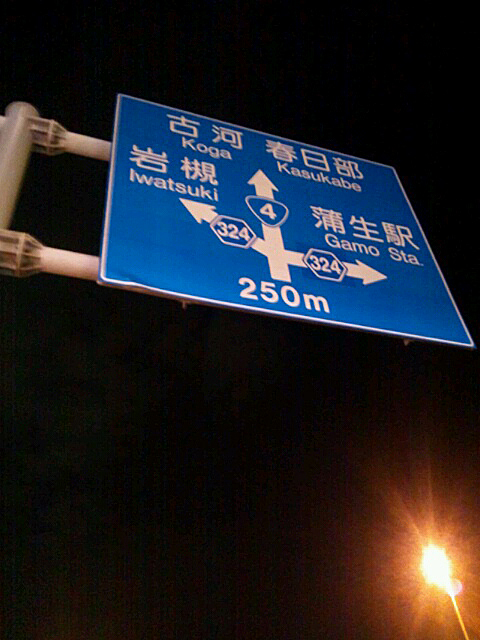 古河 春日部
Koga Kasukabe
岩槻
Iwatsuki
4
蒲生駅
Gamo Sta.
324
324
250m